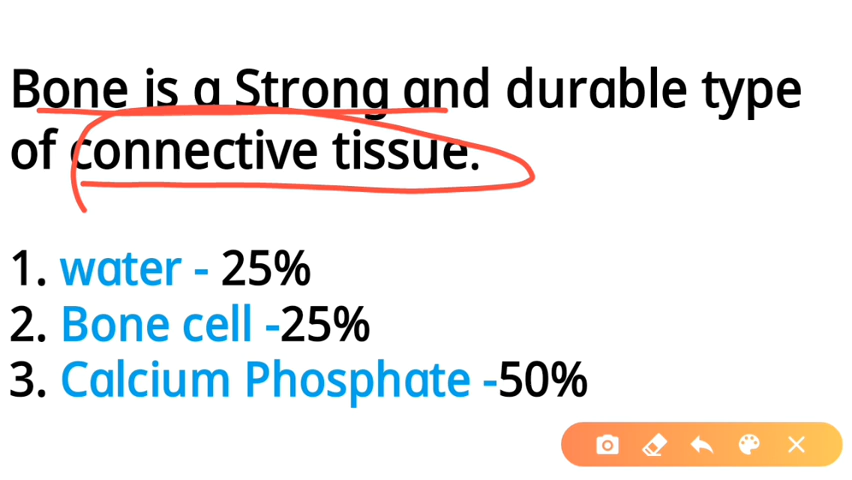 Bone is a Strong and durable type
of connective tissue.
1. water - 25%
2. Bone cell -25%
3. Calcium Phosphate -50%